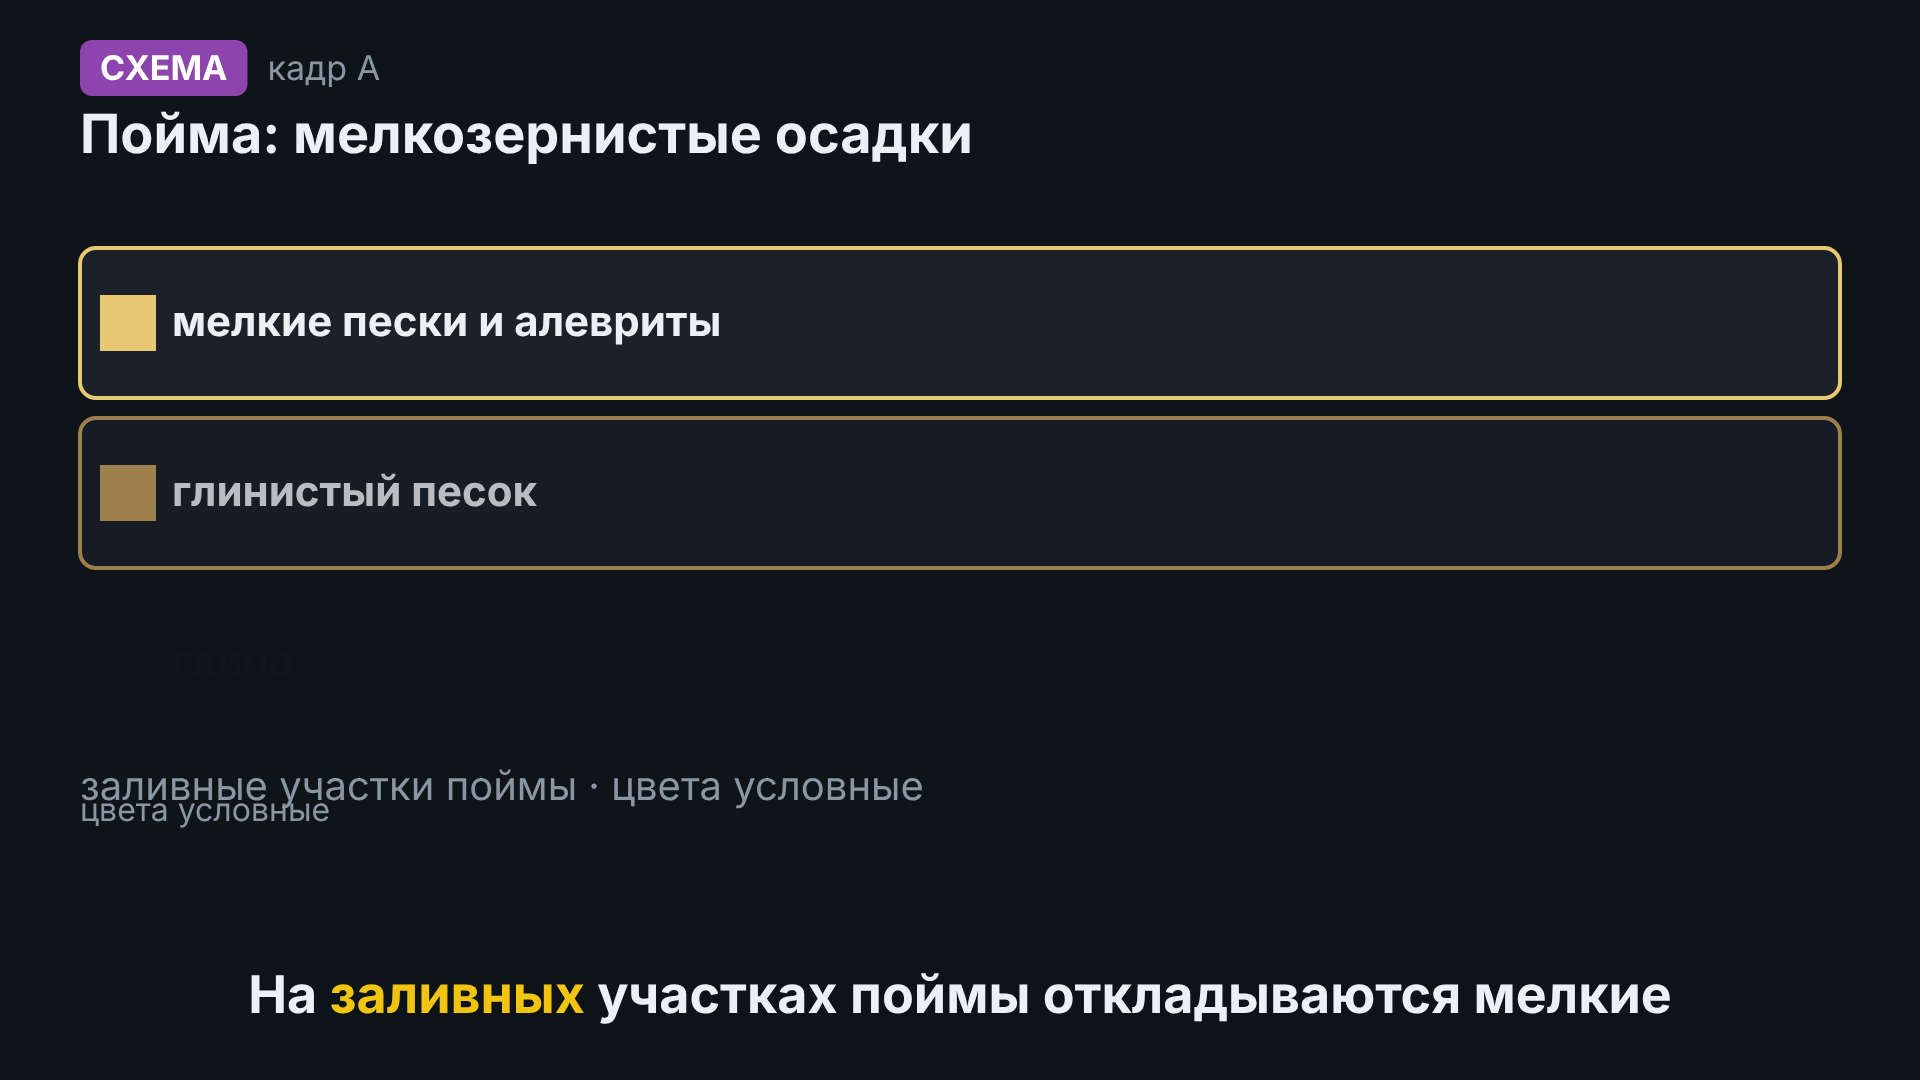 СХЕМА кадр А
Пойма: мелкозернистые осадки
мелкие пески и алевриты
глинистый песок
глина
заливные участки поймы · цвета условные
цвета условные
На заливных участках поймы откладываются мелкие